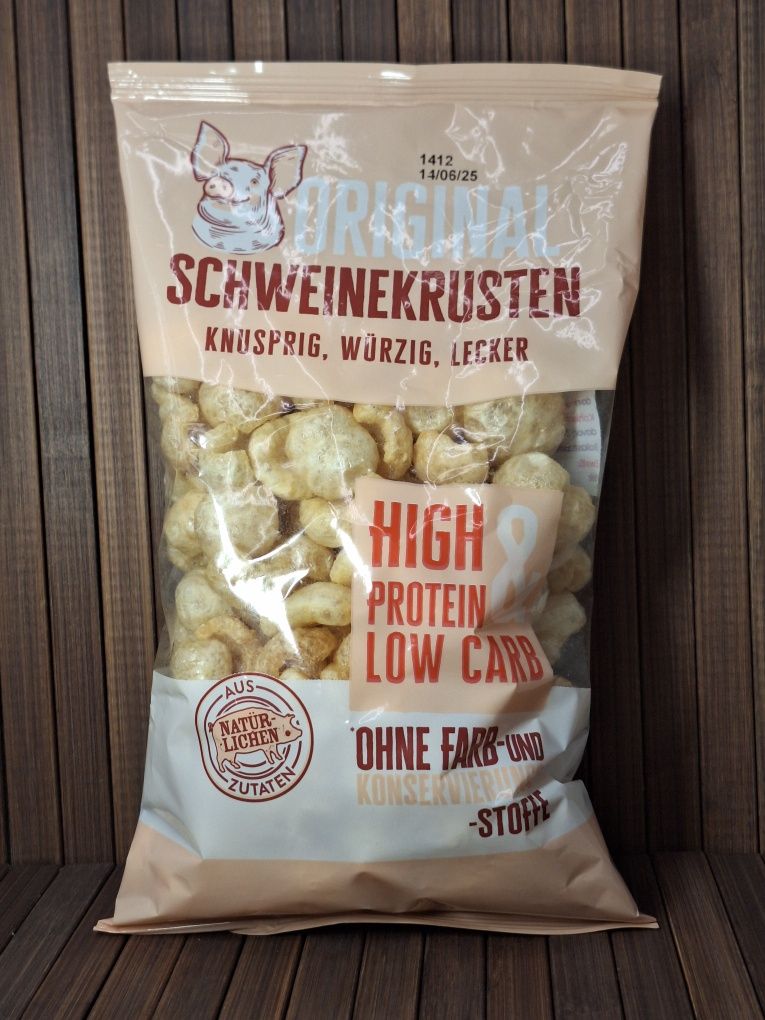 1412
14/06/25
ORIGINAL
SCHWEINEKRUSTEN
KNUSPRIG, WÜRZIG, LECKER
HIGH
&
PROTEIN
LOW CARB
AUS
NATÜR-
LICHEN
ZUTATEN
*OHNE FARB-UND
KONSERVIERUNGS
-STOFFE